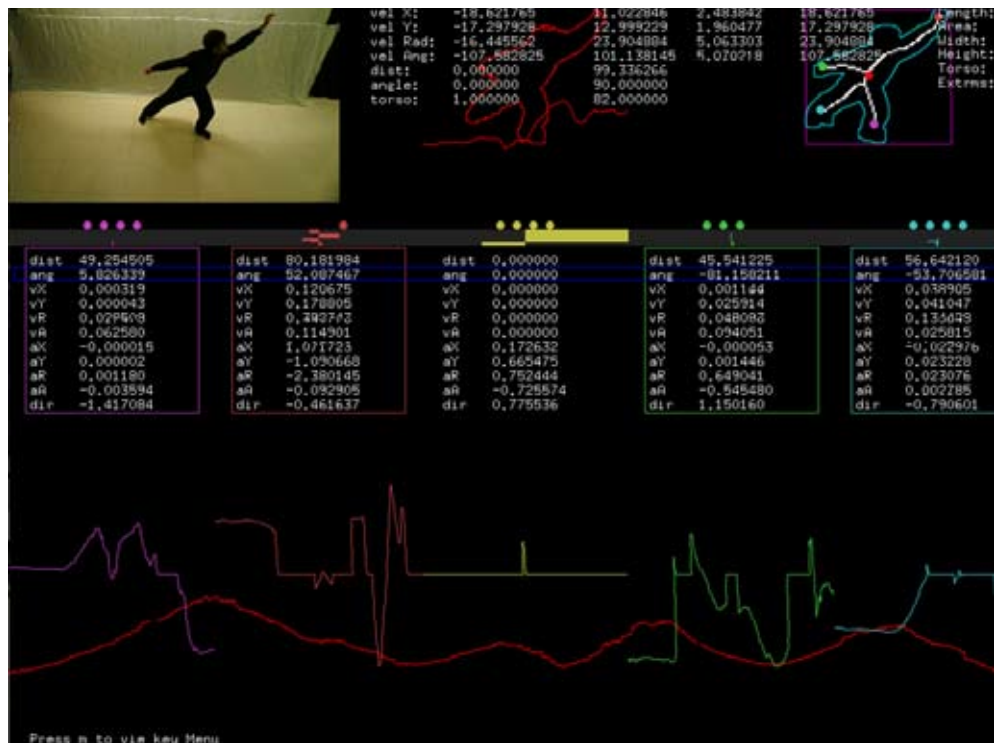 vel X: -18.621765 11.022846 2.483842 18.621765 Length:
vel Y: -17.297928 12.999229 1.960477 17.297928 Area:
vel Rad: -16.445562 23.904884 5.063303 23.904884 Width:
vel Ang: -107.582825 101.138145 107.582825 Height:
dist: 0.000000 99.336266 Torso:
angle: 0.000000 90.000000 Extrms:
torso: 1.000000 82.000000
dist 49.254505 dist 80.181984 dist 0.000000 dist 45.541225 dist 56.642120
ang 5.826339 ang 52.087467 ang 0.000000 ang -81.158211 ang -53.706581
vX 0.000319 vX 0.120675 vX 0.000000 vX vX 0.038905
vY 0.000043 vY 0.178805 vY 0.000000 vY 0.025914 vY 0.041047
vR vR vR 0.000000 vR 0.048083 vR
vA 0.062580 vA 0.114901 vA 0.000000 vA 0.094051 vA 0.025815
aX -0.000015 aX 1.071723 aX 0.172632 aX -0.000053 aX -0.022976
aY 0.000002 aY -1.090668 aY 0.665475 aY 0.001446 aY 0.023228
aR 0.001180 aR -2.380145 aR 0.752444 aR 0.649041 aR 0.023076
aA -0.003594 aA -0.092905 aA -0.725574 aA -0.545480 aA 0.002785
dir -1.417084 dir -0.461637 dir 0.775536 dir 1.150160 dir -0.790601
Press m to vie key Menu